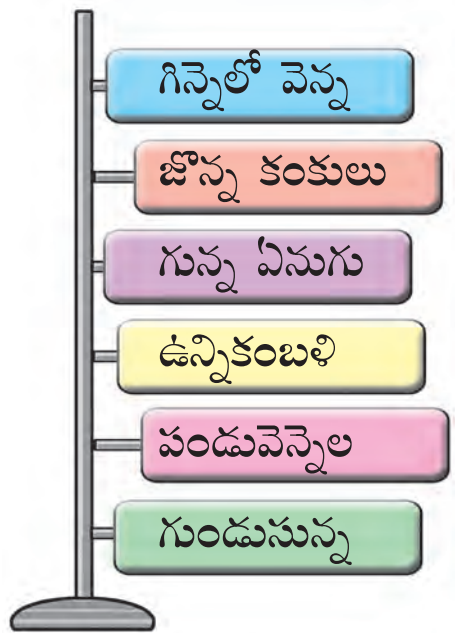 గిన్నెలో వెన్న
జొన్న కంకులు
గున్న ఏనుగు
ఉన్నికంబళి
పండువెన్నెల
గుండుసున్న